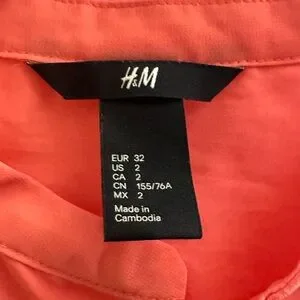 H&M
EUR 32
US 2
CA 2
CN 155/76A
MX 2
Made in
Cambodia